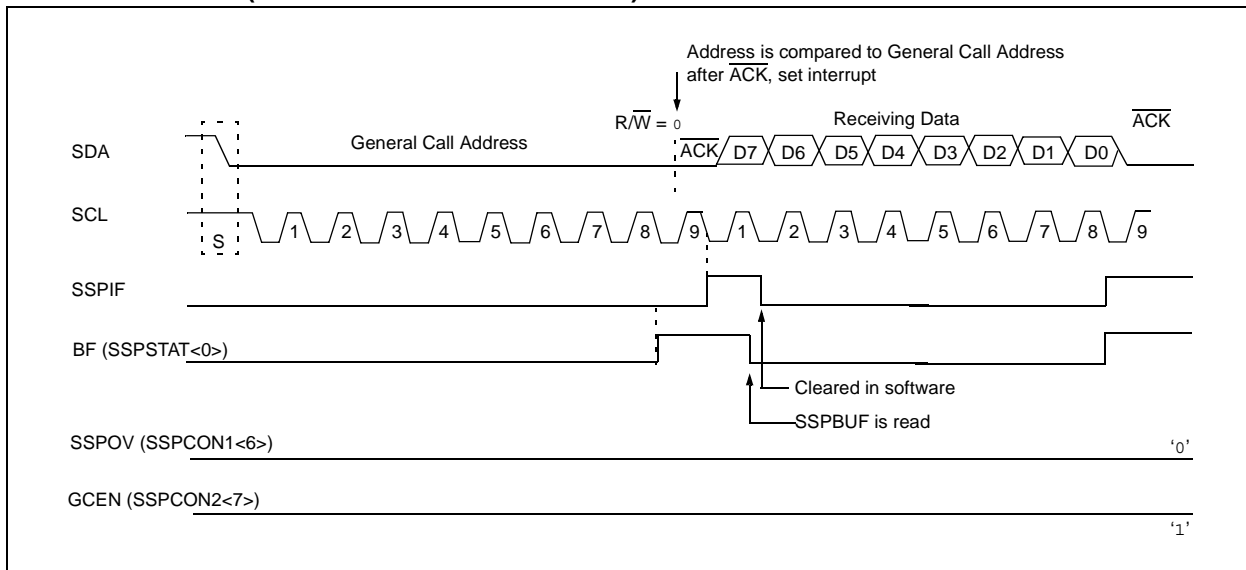 Address is compared to General Call Address
after ACK, set interrupt
R/W = 0
Receiving Data
ACK
General Call Address
SDA
ACK
D7 D6 D5 D4 D3 D2 D1 D0
SCL
S
1 2 3 4 5 6 7 8 9 1 2 3 4 5 6 7 8 9
SSPIF
BF (SSPSTAT<0>)
Cleared in software
SSPBUF is read
SSPOV (SSPCON1<6>)
‘0’
GCEN (SSPCON2<7>)
‘1’